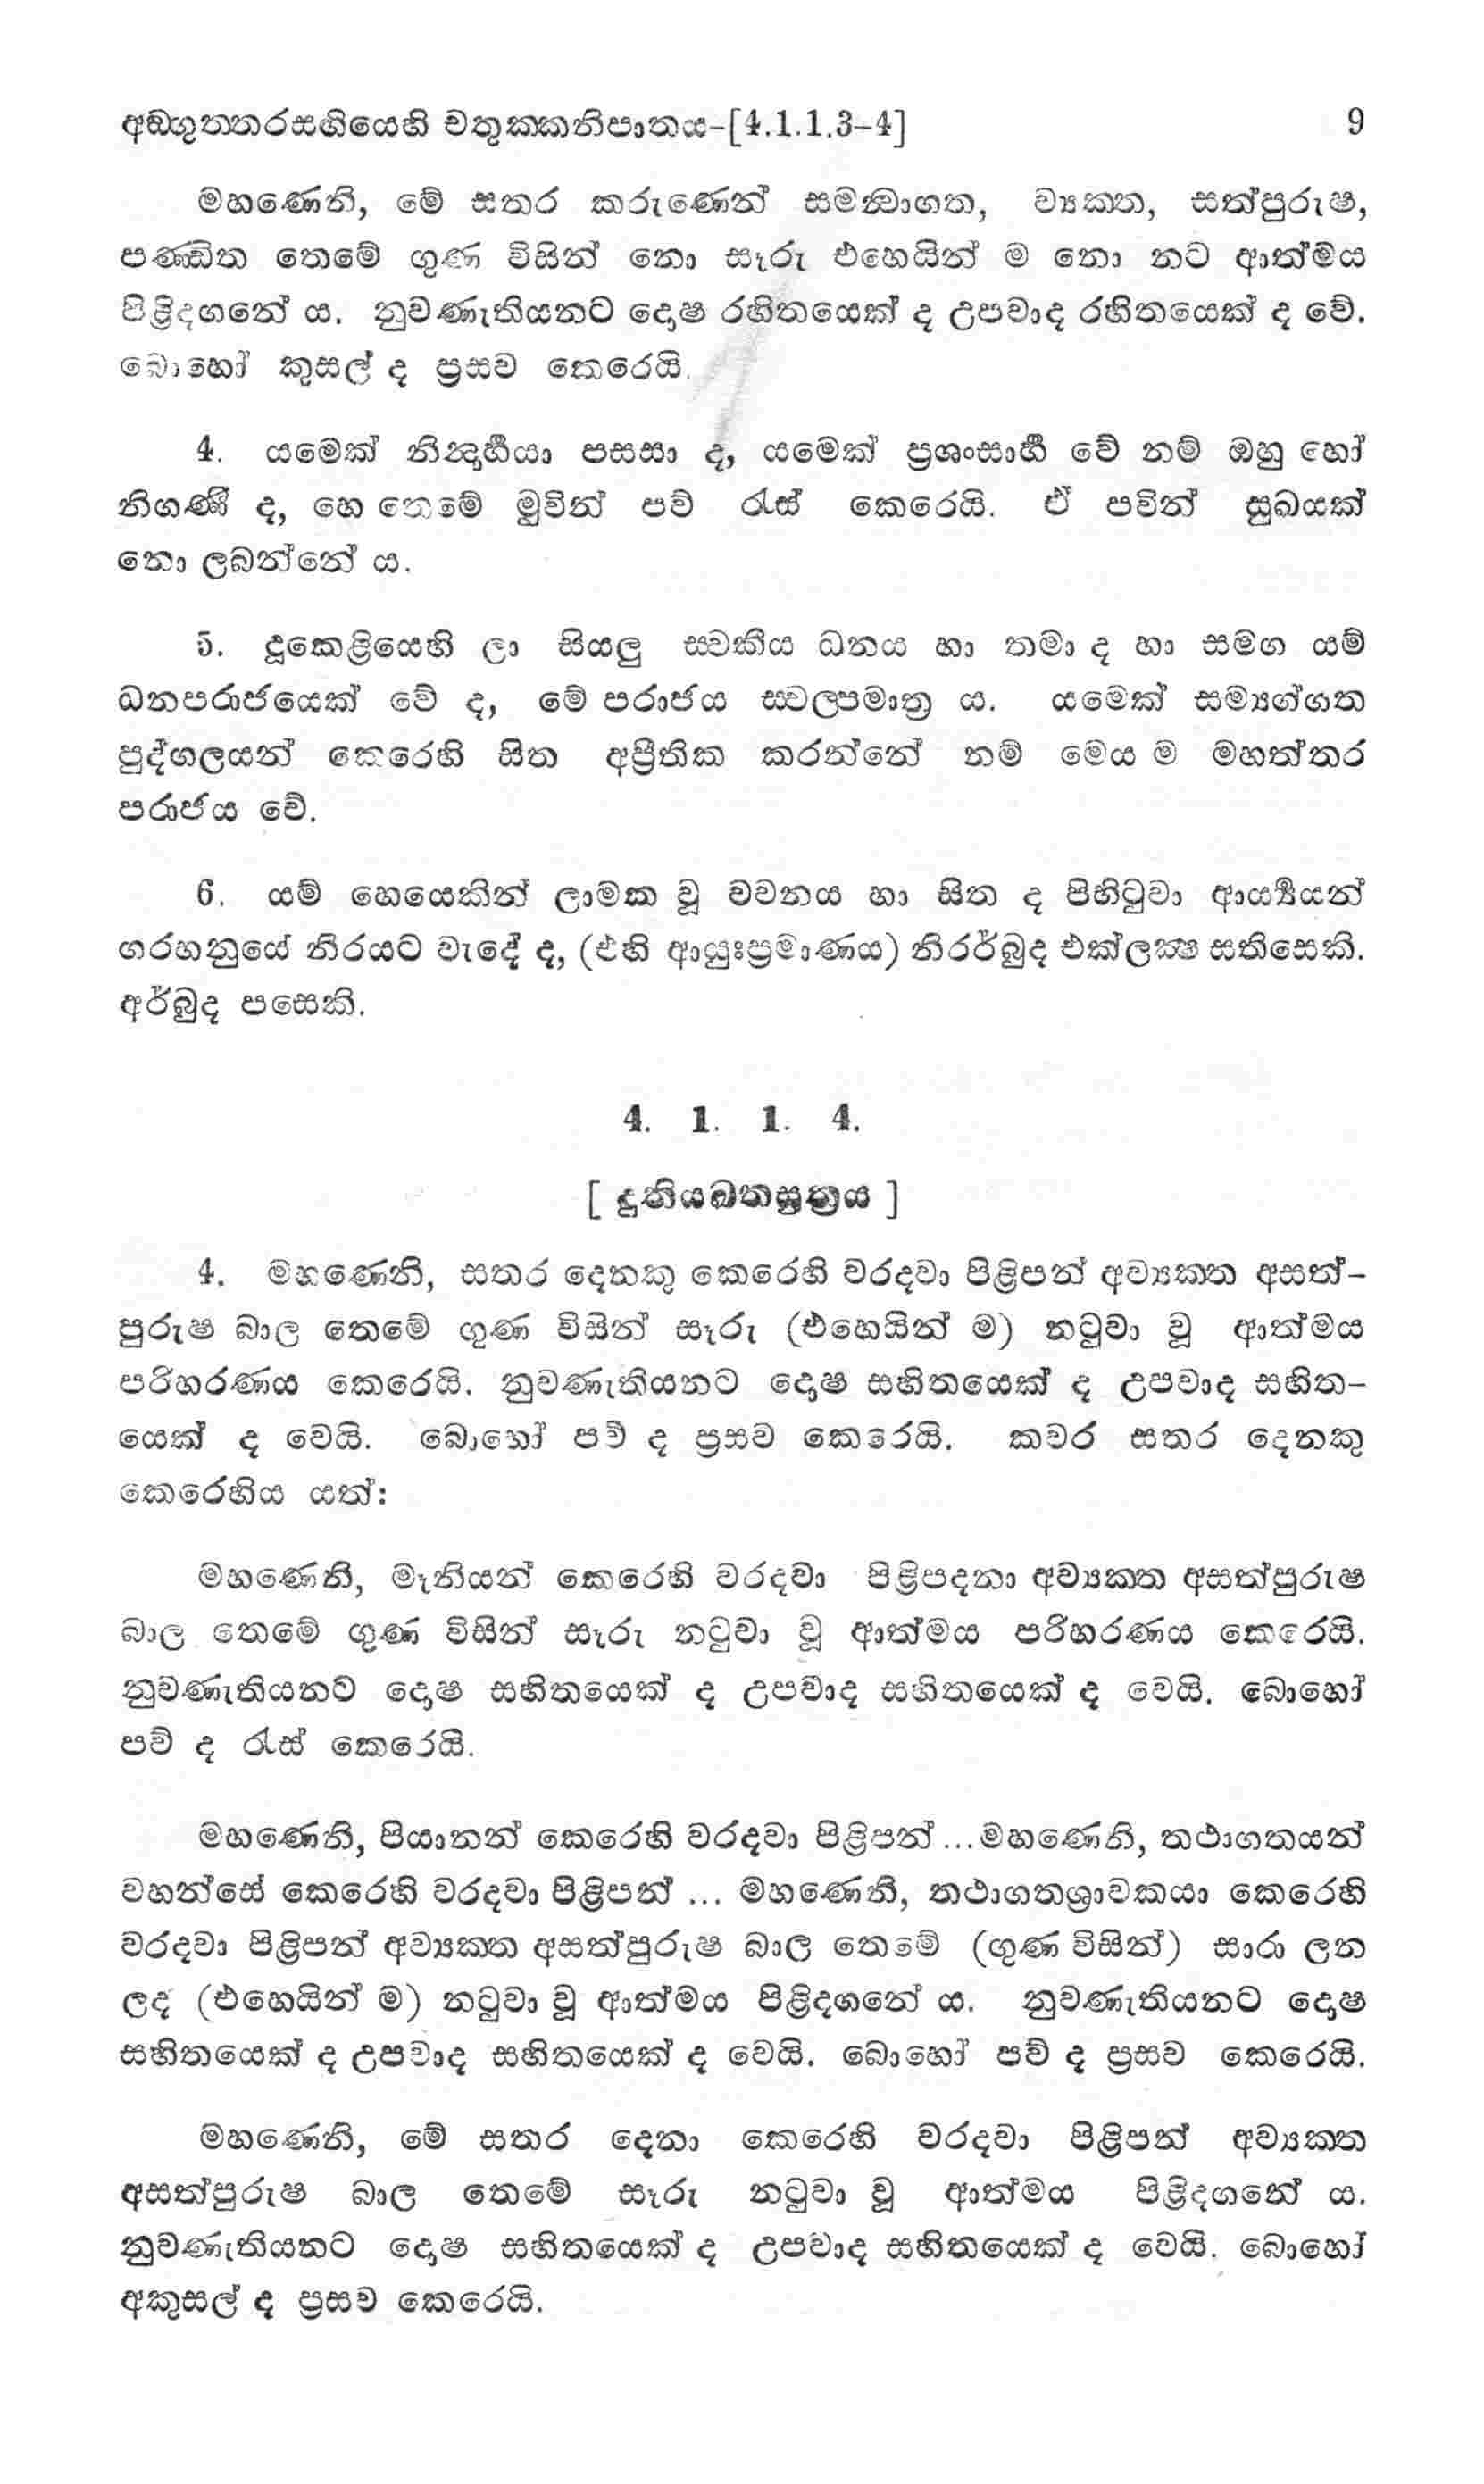 අඞ්ගුත්තරසඟියෙහි චතුක්කනිපාතය-[4.1.1.3-4] 9
මහණෙනි, මේ සතර කරුණෙන් සමන්‍වාගත, ව්‍යක්ත, සත්පුරුෂ,
පණ්ඩිත තෙමේ ගුණ විසින් නො සෑරූ එහෙයින් ම නො නට ආත්මය
පිළිදගනේ ය. නුවණැතියනට දොෂ රහිතයෙක් ද උපවාද රහිතයෙක් ද වේ.
බොහෝ කුසල් ද ප්‍රසව කෙරෙයි.
4. යමෙක් නින්‍දාර්‍හයා පසසා ද, යමෙක් ප්‍රශංසාර්‍හ වේ නම් ඔහු හෝ
නිගණී ද, හෙ තෙමේ මුවින් පව් රැස් කෙරෙයි. ඒ පවින් සුඛයක්
නො ලබන්නේ ය.
5. දූකෙළියෙහි ලා සියලු ස්වකීය ධනය හා තමා ද හා සමග යම්
ධනපරාජයෙක් වේ ද, මේ පරාජය ස්වල්පමාත්‍ර ය. යමෙක් සම්‍යග්ගත
පුද්ගලයන් කෙරෙහි සිත අප්‍රීතික කරන්නේ නම් මෙය ම මහත්තර
පරාජය වේ.
6. යම් හෙයෙකින් ලාමක වූ වචනය හා සිත ද පිහිටුවා ආර්‍ය්‍යයන්
ගරහනුයේ නිරයට වැදේ ද, (එහි ආයුඃප්‍රමාණය) නිරර්බුද එක්ලක්‍ෂ සතිසෙකි.
අර්බුද පසෙකි.
4. 1. 1. 4.
[ දුතියඛතසූත්‍රය ]
4. මහණෙනි, සතර දෙනකු කෙරෙහි වරදවා පිළිපන් අව්‍යක්ත අසත්-
පුරුෂ බාල තෙමේ ගුණ විසින් සෑරූ (එහෙයින් ම) නටුවා වූ ආත්මය
පරිහරණය කෙරෙයි. නුවණැතියනට දොෂ සහිතයෙක් ද උපවාද සහිත-
යෙක් ද වෙයි. බොහෝ පව් ද ප්‍රසව කෙරෙයි. කවර සතර දෙනකු
කෙරෙහිය යත්:
මහණෙනි, මෑනියන් කෙරෙහි වරදවා පිළිපදනා අව්‍යක්ත අසත්පුරුෂ
බාල තෙමේ ගුණ විසින් සෑරූ නටුවා වූ ආත්මය පරිහරණය කෙරෙයි.
නුවණැතියනට දොෂ සහිතයෙක් ද උපවාද සහිතයෙක් ද වෙයි. බොහෝ
පව් ද රැස් කෙරෙයි.
මහණෙනි, පියානන් කෙරෙහි වරදවා පිළිපන් ... මහණෙනි, තථාගතයන්
වහන්සේ කෙරෙහි වරදවා පිළිපන් ... මහණෙනි, තථාගතශ්‍රාවකයා කෙරෙහි
වරදවා පිළිපන් අව්‍යක්ත අසත්පුරුෂ බාල තෙමේ (ගුණ විසින්) සාරා ලන
ලද (එහෙයින් ම) නටුවා වූ ආත්මය පිළිදගනේ ය. නුවණැතියනට දොෂ
සහිතයෙක් ද උපවාද සහිතයෙක් ද වෙයි. බොහෝ පව් ද ප්‍රසව කෙරෙයි.
මහණෙනි, මේ සතර දෙනා කෙරෙහි වරදවා පිළිපන් අව්‍යක්ත
අසත්පුරුෂ බාල තෙමේ සෑරූ නටුවා වූ ආත්මය පිළිදගනේ ය.
නුවණැතියනට දොෂ සහිතයෙක් ද උපවාද සහිතයෙක් ද වෙයි. බොහෝ
අකුසල් ද ප්‍රසව කෙරෙයි.